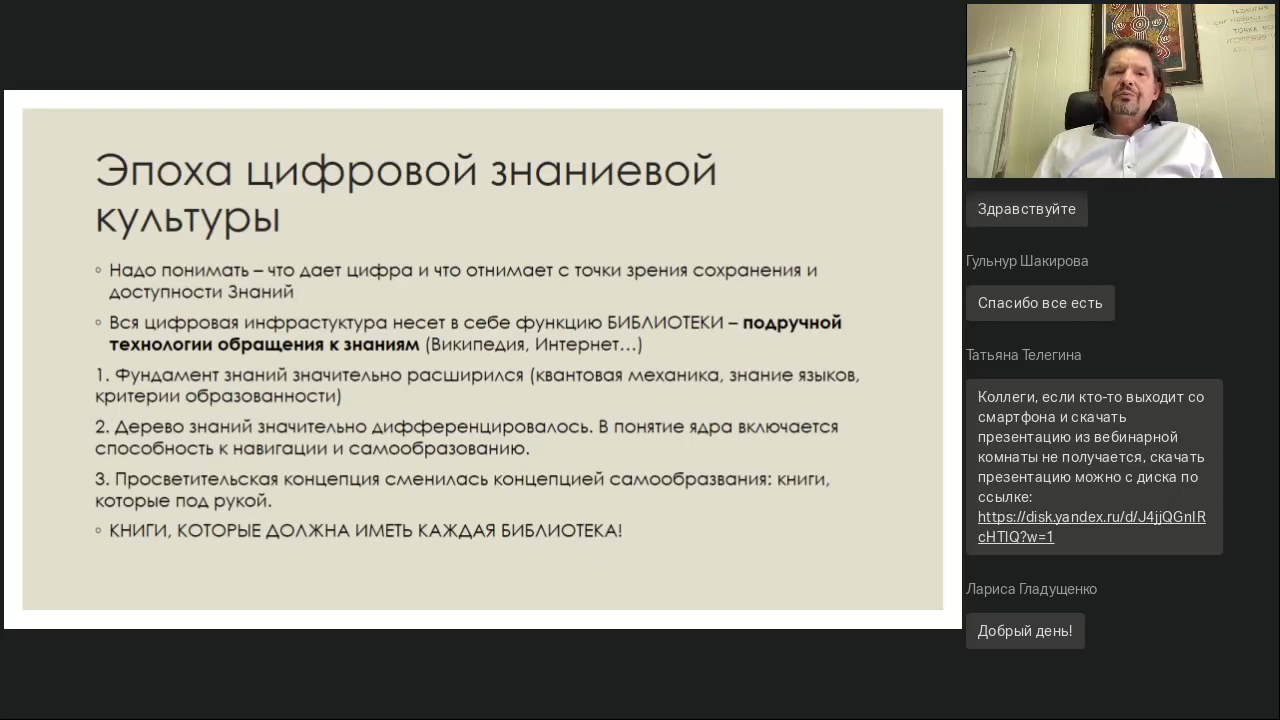 Эпоха цифровой знаниевой
культуры
◦ Надо понимать – что дает цифра и что отнимает с точки зрения сохранения и
доступности Знаний
◦ Вся цифровая инфрастуктура несет в себе функцию БИБЛИОТЕКИ – подручной
технологии обращения к знаниям (Википедия, Интернет...)
1. Фундамент знаний значительно расширился (квантовая механика, знание языков,
критерии образованности)
2. Дерево знаний значительно дифференцировалось. В понятие ядра включается
способность к навигации и самообразованию.
3. Просветительская концепция сменилась концепцией самообразвания: книги,
которые под рукой.
◦ КНИГИ, КОТОРЫЕ ДОЛЖНА ИМЕТЬ КАЖДАЯ БИБЛИОТЕКА!
Здравствуйте
Гульнур Шакирова
Спасибо все есть
Татьяна Телегина
Коллеги, если кто-то выходит со
смартфона и скачать
презентацию из вебинарной
комнаты не получается, скачать
презентацию можно с диска по
ссылке:
https://disk.yandex.ru/d/J4jjQGnIR
cHTIQ?w=1
Лариса Гладущенко
Добрый день!